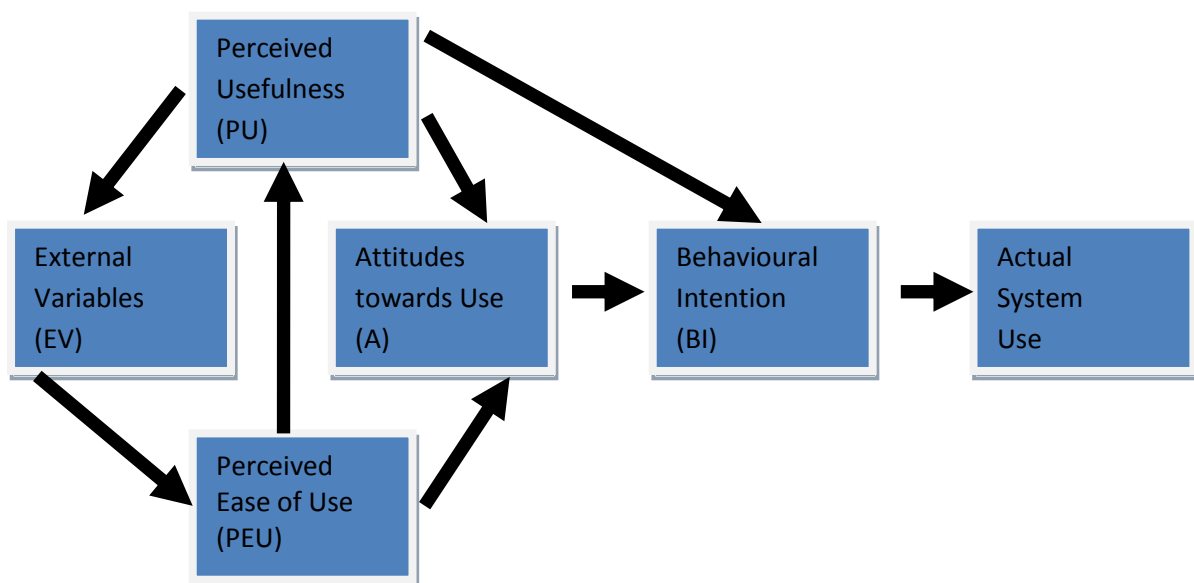 Perceived
Usefulness
(PU)
External
Variables
(EV)
Attitudes
towards Use
(A)
Behavioural
Intention
(BI)
Actual
System
Use
Perceived
Ease of Use
(PEU)